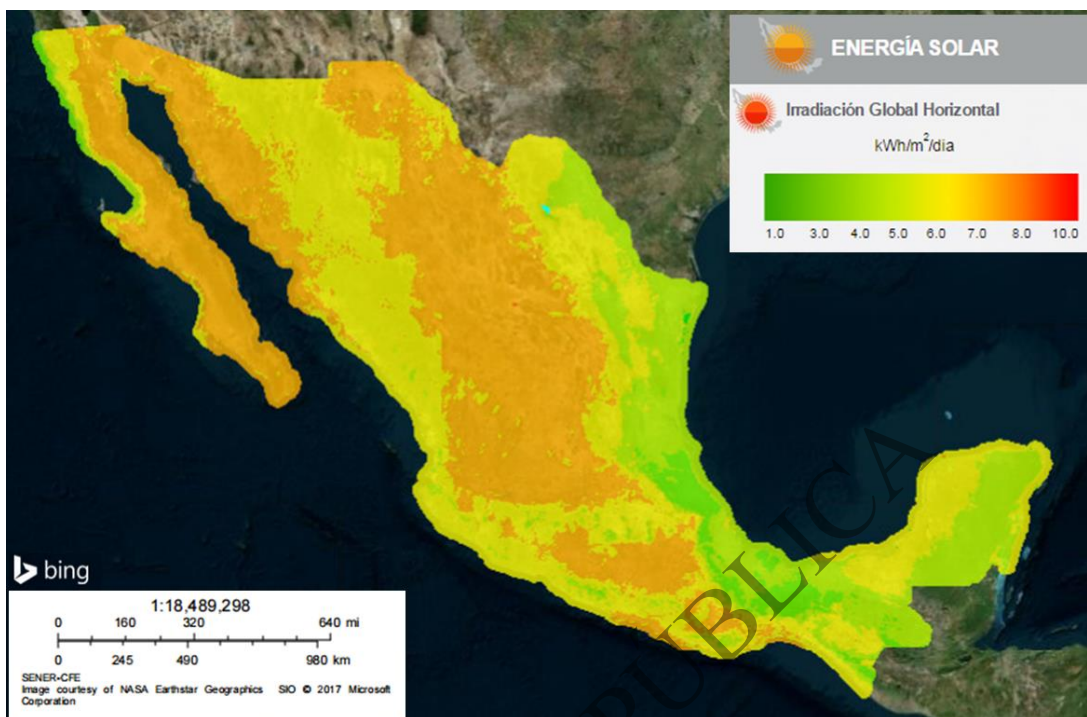 ENERGÍA SOLAR
Irradiación Global Horizontal
kWh/m²/dia
1.0 3.0 4.0 5.0 6.0 7.0 8.0 10.0
bing
1:18,489,298
0 160 320 640 mi
0 245 490 980 km
SENER-CFE
Image courtesy of NASA Earthstar Geographics SIO © 2017 Microsoft
Corporation
PUBLICA